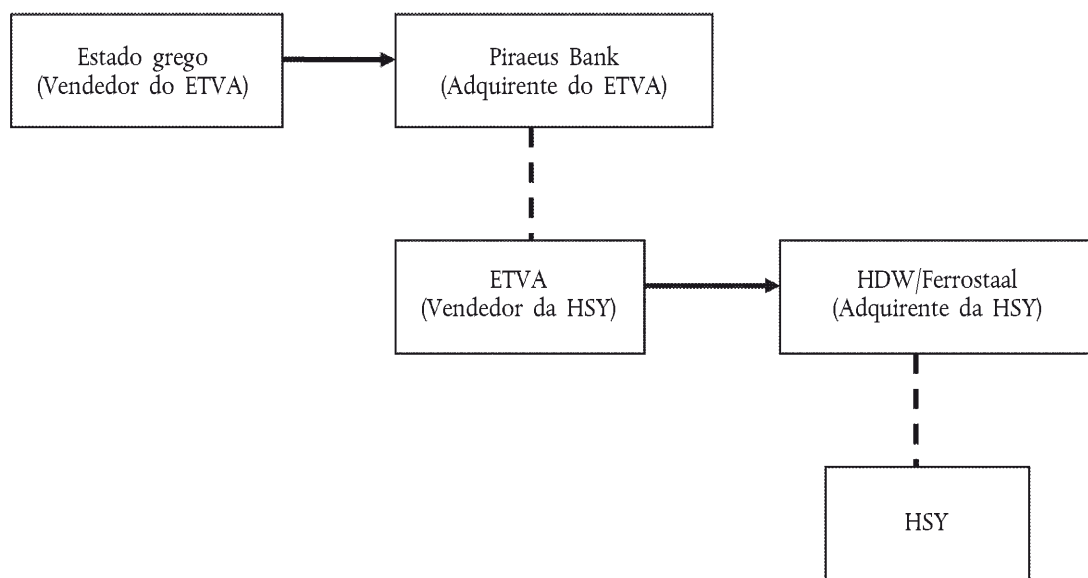 Estado grego
(Vendedor do ETVA)
Piraeus Bank
(Adquirente do ETVA)
ETVA
(Vendedor da HSY)
HDW/Ferrostaal
(Adquirente da HSY)
HSY